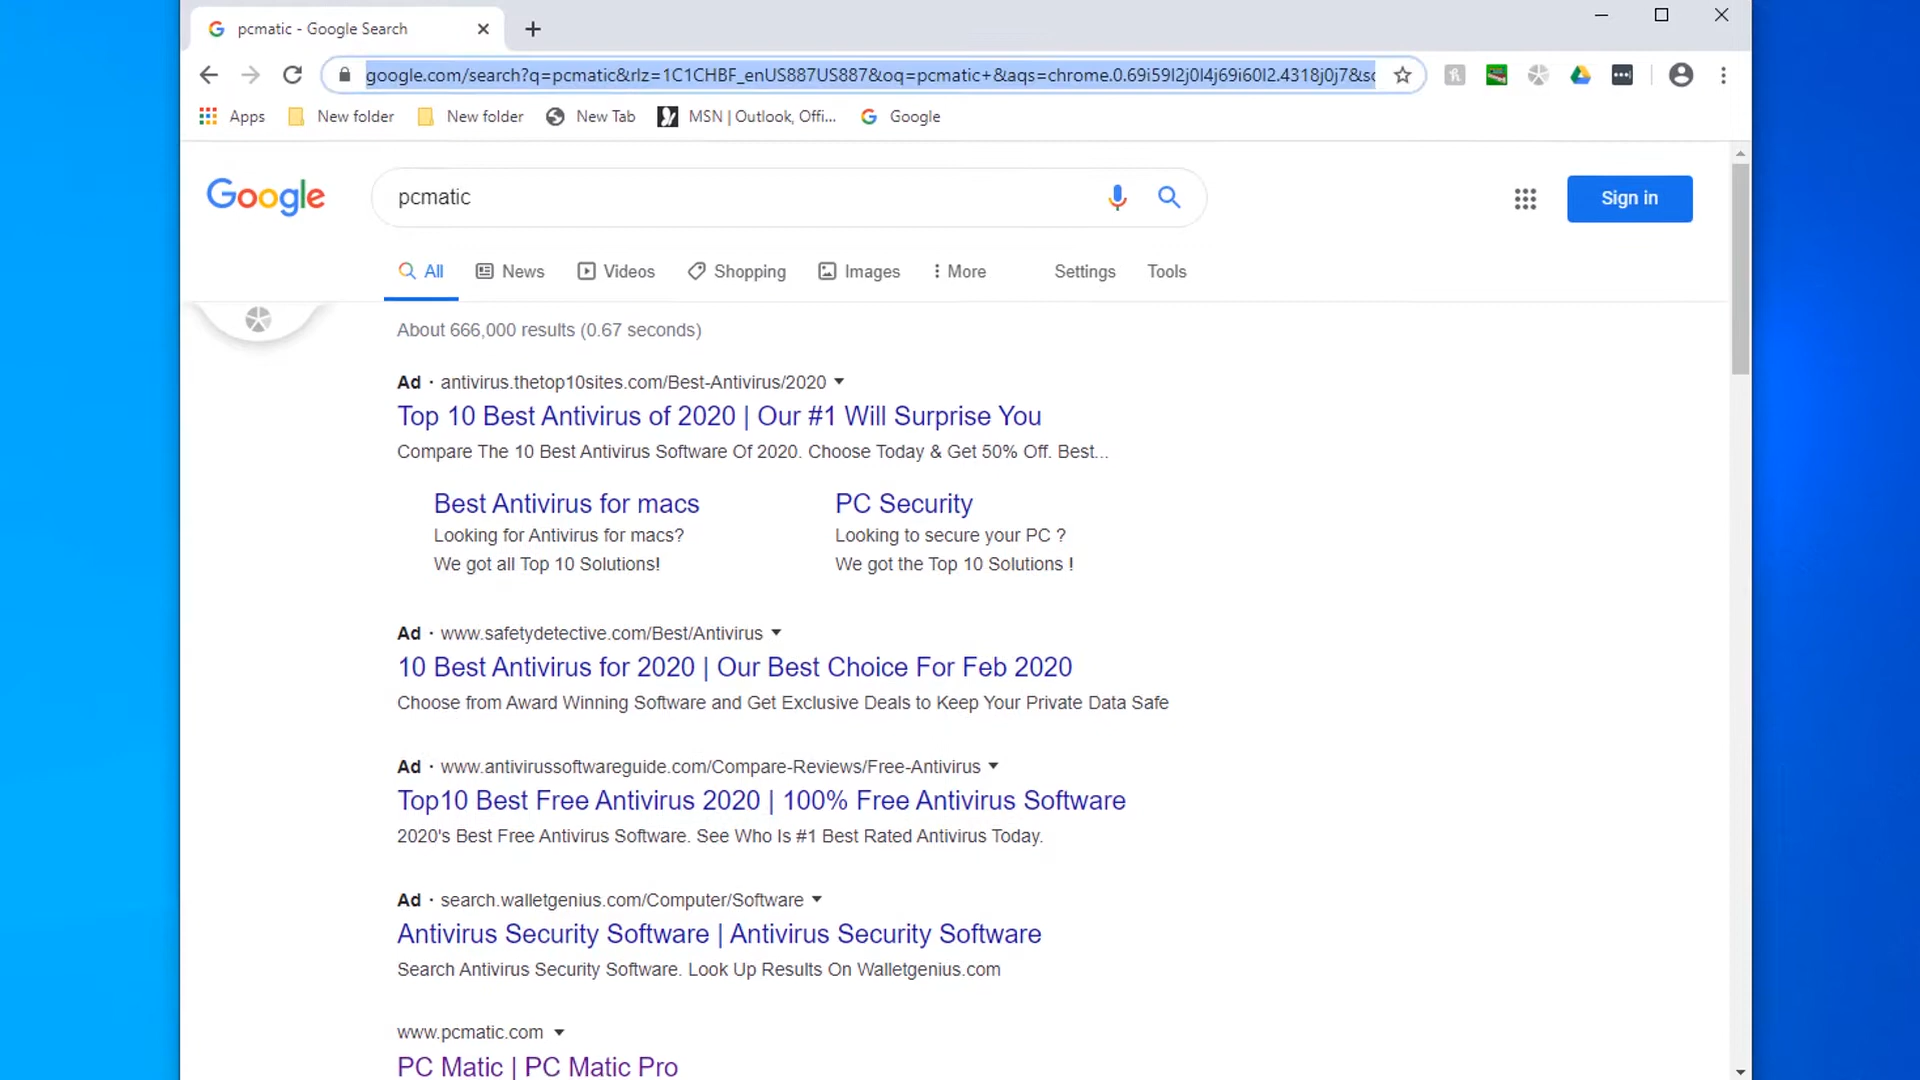 pcmatic - Google Search
google.com/search?q=pcmatic&rlz=1C1CHBF_enUS887US887&oq=pcmatic+&aqs=chrome.0.69i59l2j0l4j69i60l2.4318j0j7&sc
Apps New folder New folder New Tab MSN | Outlook, Offi... Google
Google pcmatic Sign in
All News Videos Shopping Images More Settings Tools
About 666,000 results (0.67 seconds)
Ad · antivirus.thetop10sites.com/Best-Antivirus/2020
Top 10 Best Antivirus of 2020 | Our #1 Will Surprise You
Compare The 10 Best Antivirus Software Of 2020. Choose Today & Get 50% Off. Best...
Best Antivirus for macs
Looking for Antivirus for macs?
We got all Top 10 Solutions!
PC Security
Looking to secure your PC ?
We got the Top 10 Solutions !
Ad · www.safetydetective.com/Best/Antivirus
10 Best Antivirus for 2020 | Our Best Choice For Feb 2020
Choose from Award Winning Software and Get Exclusive Deals to Keep Your Private Data Safe
Ad · www.antivirussoftwareguide.com/Compare-Reviews/Free-Antivirus
Top10 Best Free Antivirus 2020 | 100% Free Antivirus Software
2020's Best Free Antivirus Software. See Who Is #1 Best Rated Antivirus Today.
Ad · search.walletgenius.com/Computer/Software
Antivirus Security Software | Antivirus Security Software
Search Antivirus Security Software. Look Up Results On Walletgenius.com
www.pcmatic.com
PC Matic | PC Matic Pro